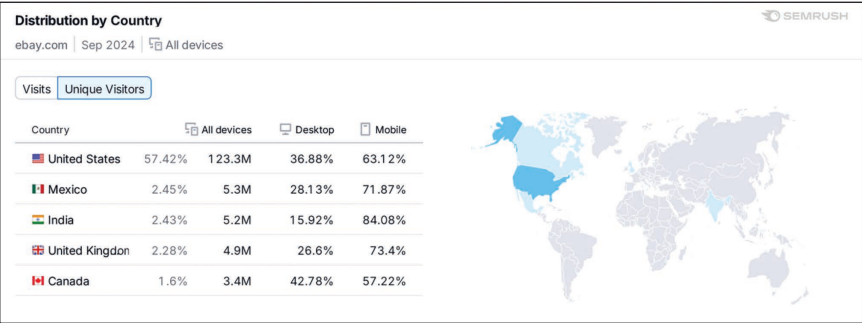 Distribution by Country
SEMRUSH
ebay.com Sep 2024 All devices
Visits Unique Visitors
Country All devices Desktop Mobile
United States 57.42% 123.3M 36.88% 63.12%
Mexico 2.45% 5.3M 28.13% 71.87%
India 2.43% 5.2M 15.92% 84.08%
United Kingdon 2.28% 4.9M 26.6% 73.4%
Canada 1.6% 3.4M 42.78% 57.22%